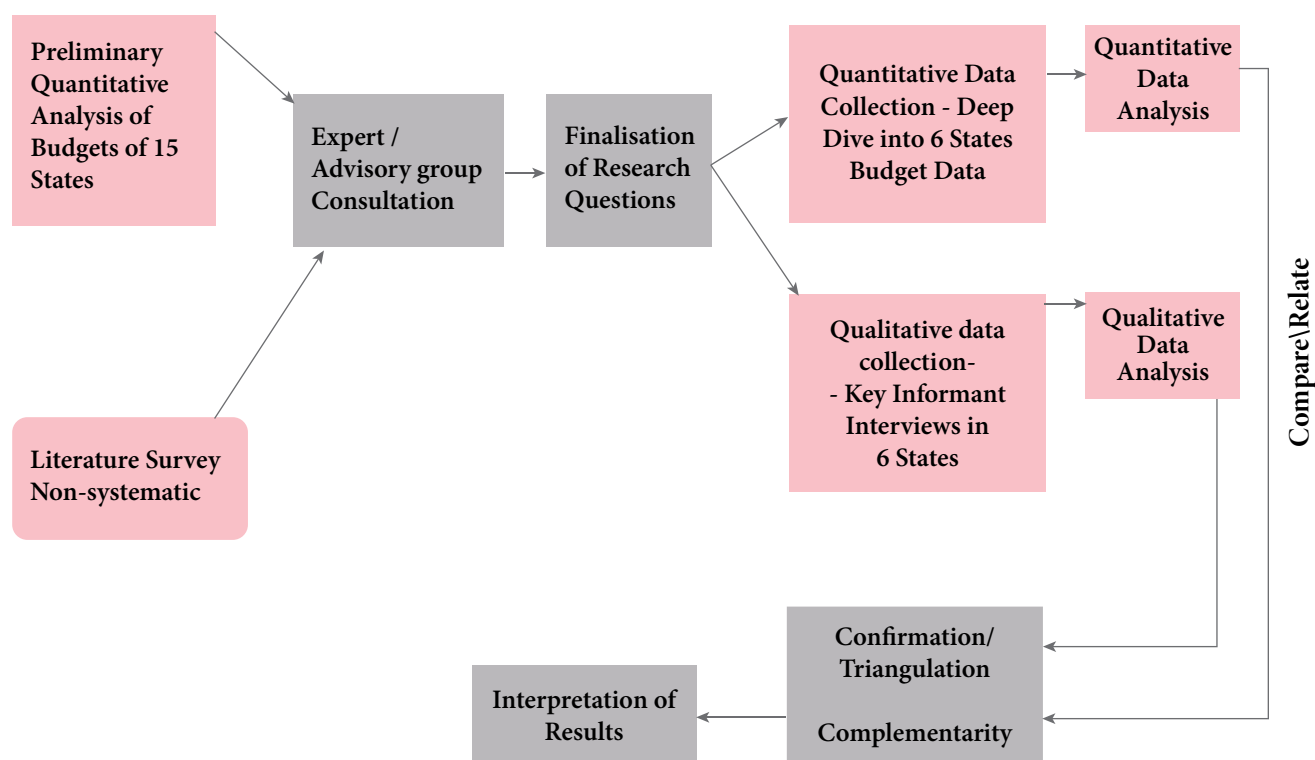 Preliminary
Quantitative
Analysis of
Budgets of 15
States
Literature Survey
Non-systematic
Expert /
Advisory group
Consultation
Finalisation
of Research
Questions
Quantitative Data
Collection - Deep
Dive into 6 States
Budget Data
Quantitative
Data
Analysis
Qualitative data
collection-
- Key Informant
Interviews in
6 States
Qualitative
Data
Analysis
Compare\Relate
Confirmation/
Triangulation
Complementarity
Interpretation of
Results